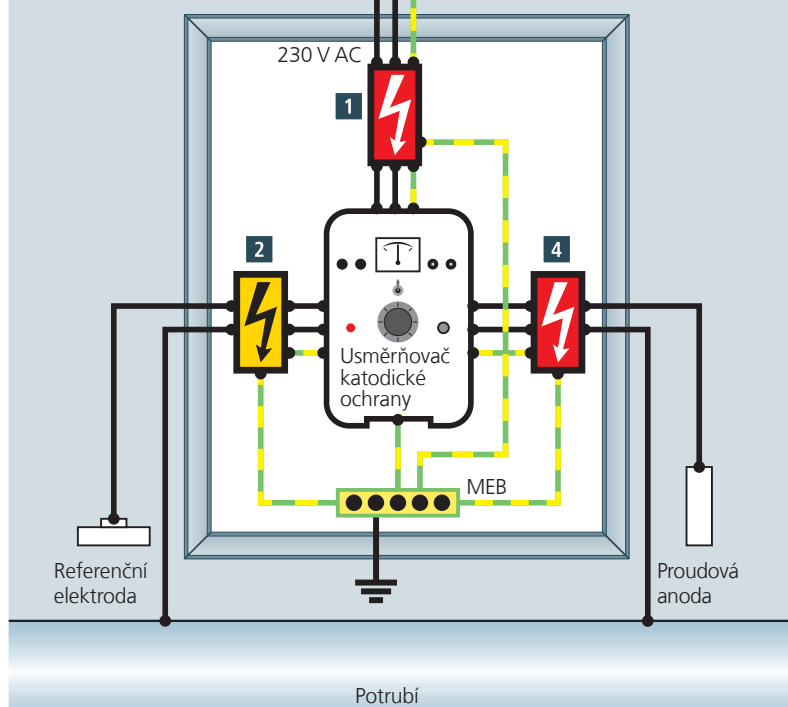 230 V AC
1
2
4
Usměrňovač
katodické
ochrany
MEB
Referenční
elektroda
Proudová
anoda
Potrubí